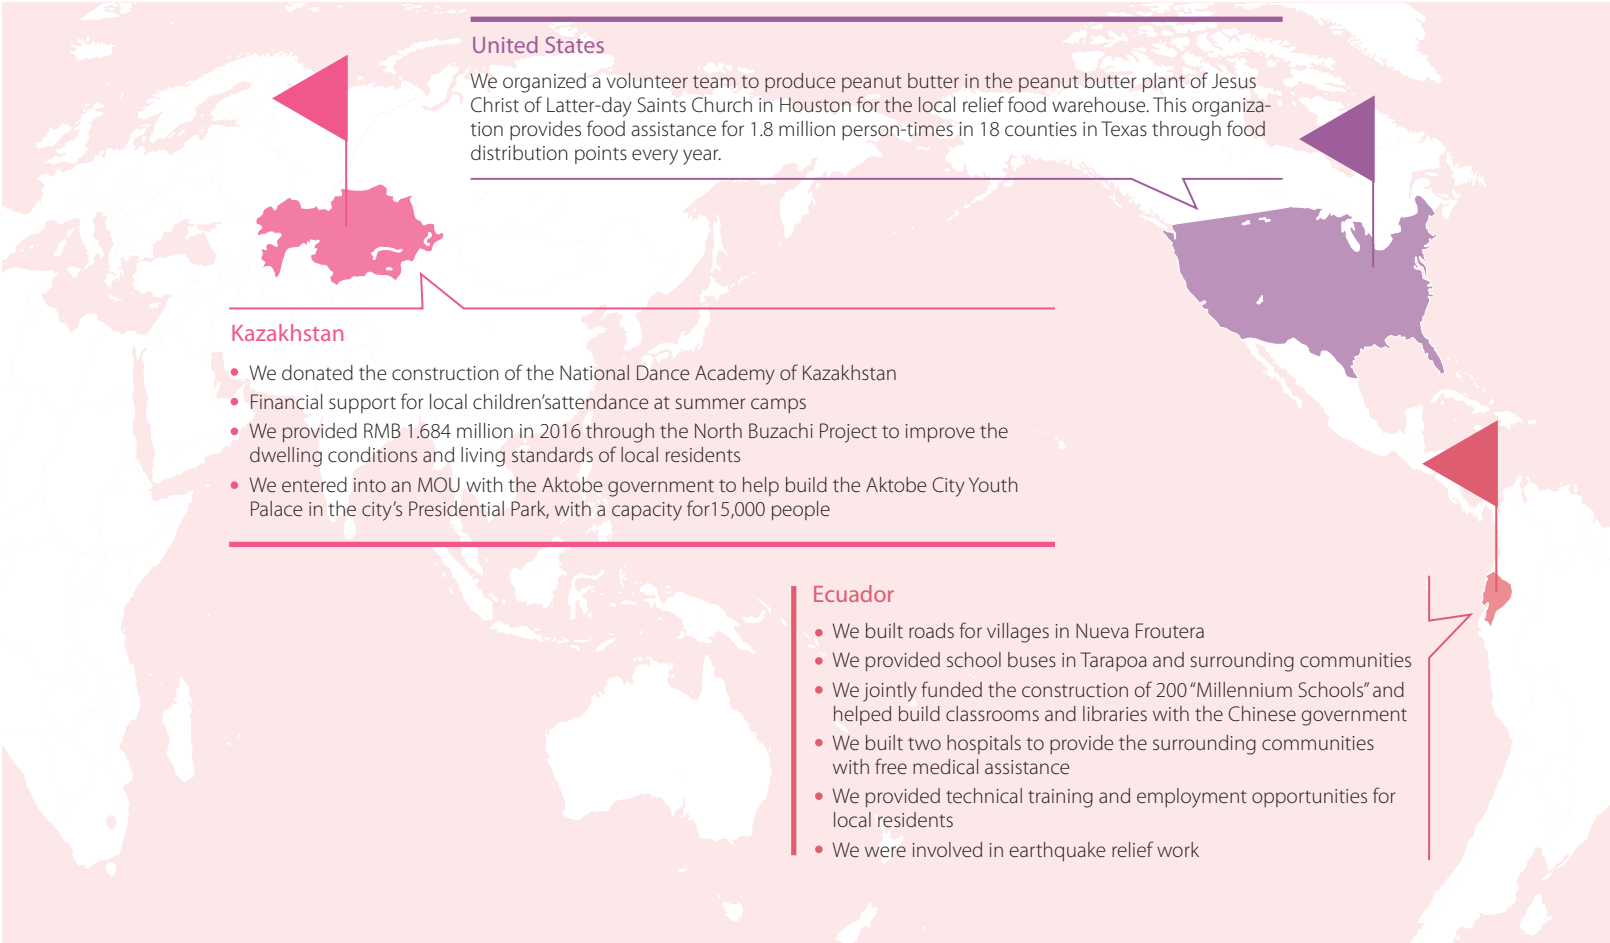 United States
We organized a volunteer team to produce peanut butter in the peanut butter plant of Jesus
Christ of Latter-day Saints Church in Houston for the local relief food warehouse. This organiza-
tion provides food assistance for 1.8 million person-times in 18 counties in Texas through food
distribution points every year.
Kazakhstan
• We donated the construction of the National Dance Academy of Kazakhstan
• Financial support for local children'sattendance at summer camps
• We provided RMB 1.684 million in 2016 through the North Buzachi Project to improve the
dwelling conditions and living standards of local residents
• We entered into an MOU with the Aktobe government to help build the Aktobe City Youth
Palace in the city's Presidential Park, with a capacity for15,000 people
Ecuador
• We built roads for villages in Nueva Froutera
• We provided school buses in Tarapoa and surrounding communities
• We jointly funded the construction of 200 “Millennium Schools” and
helped build classrooms and libraries with the Chinese government
• We built two hospitals to provide the surrounding communities
with free medical assistance
• We provided technical training and employment opportunities for
local residents
• We were involved in earthquake relief work